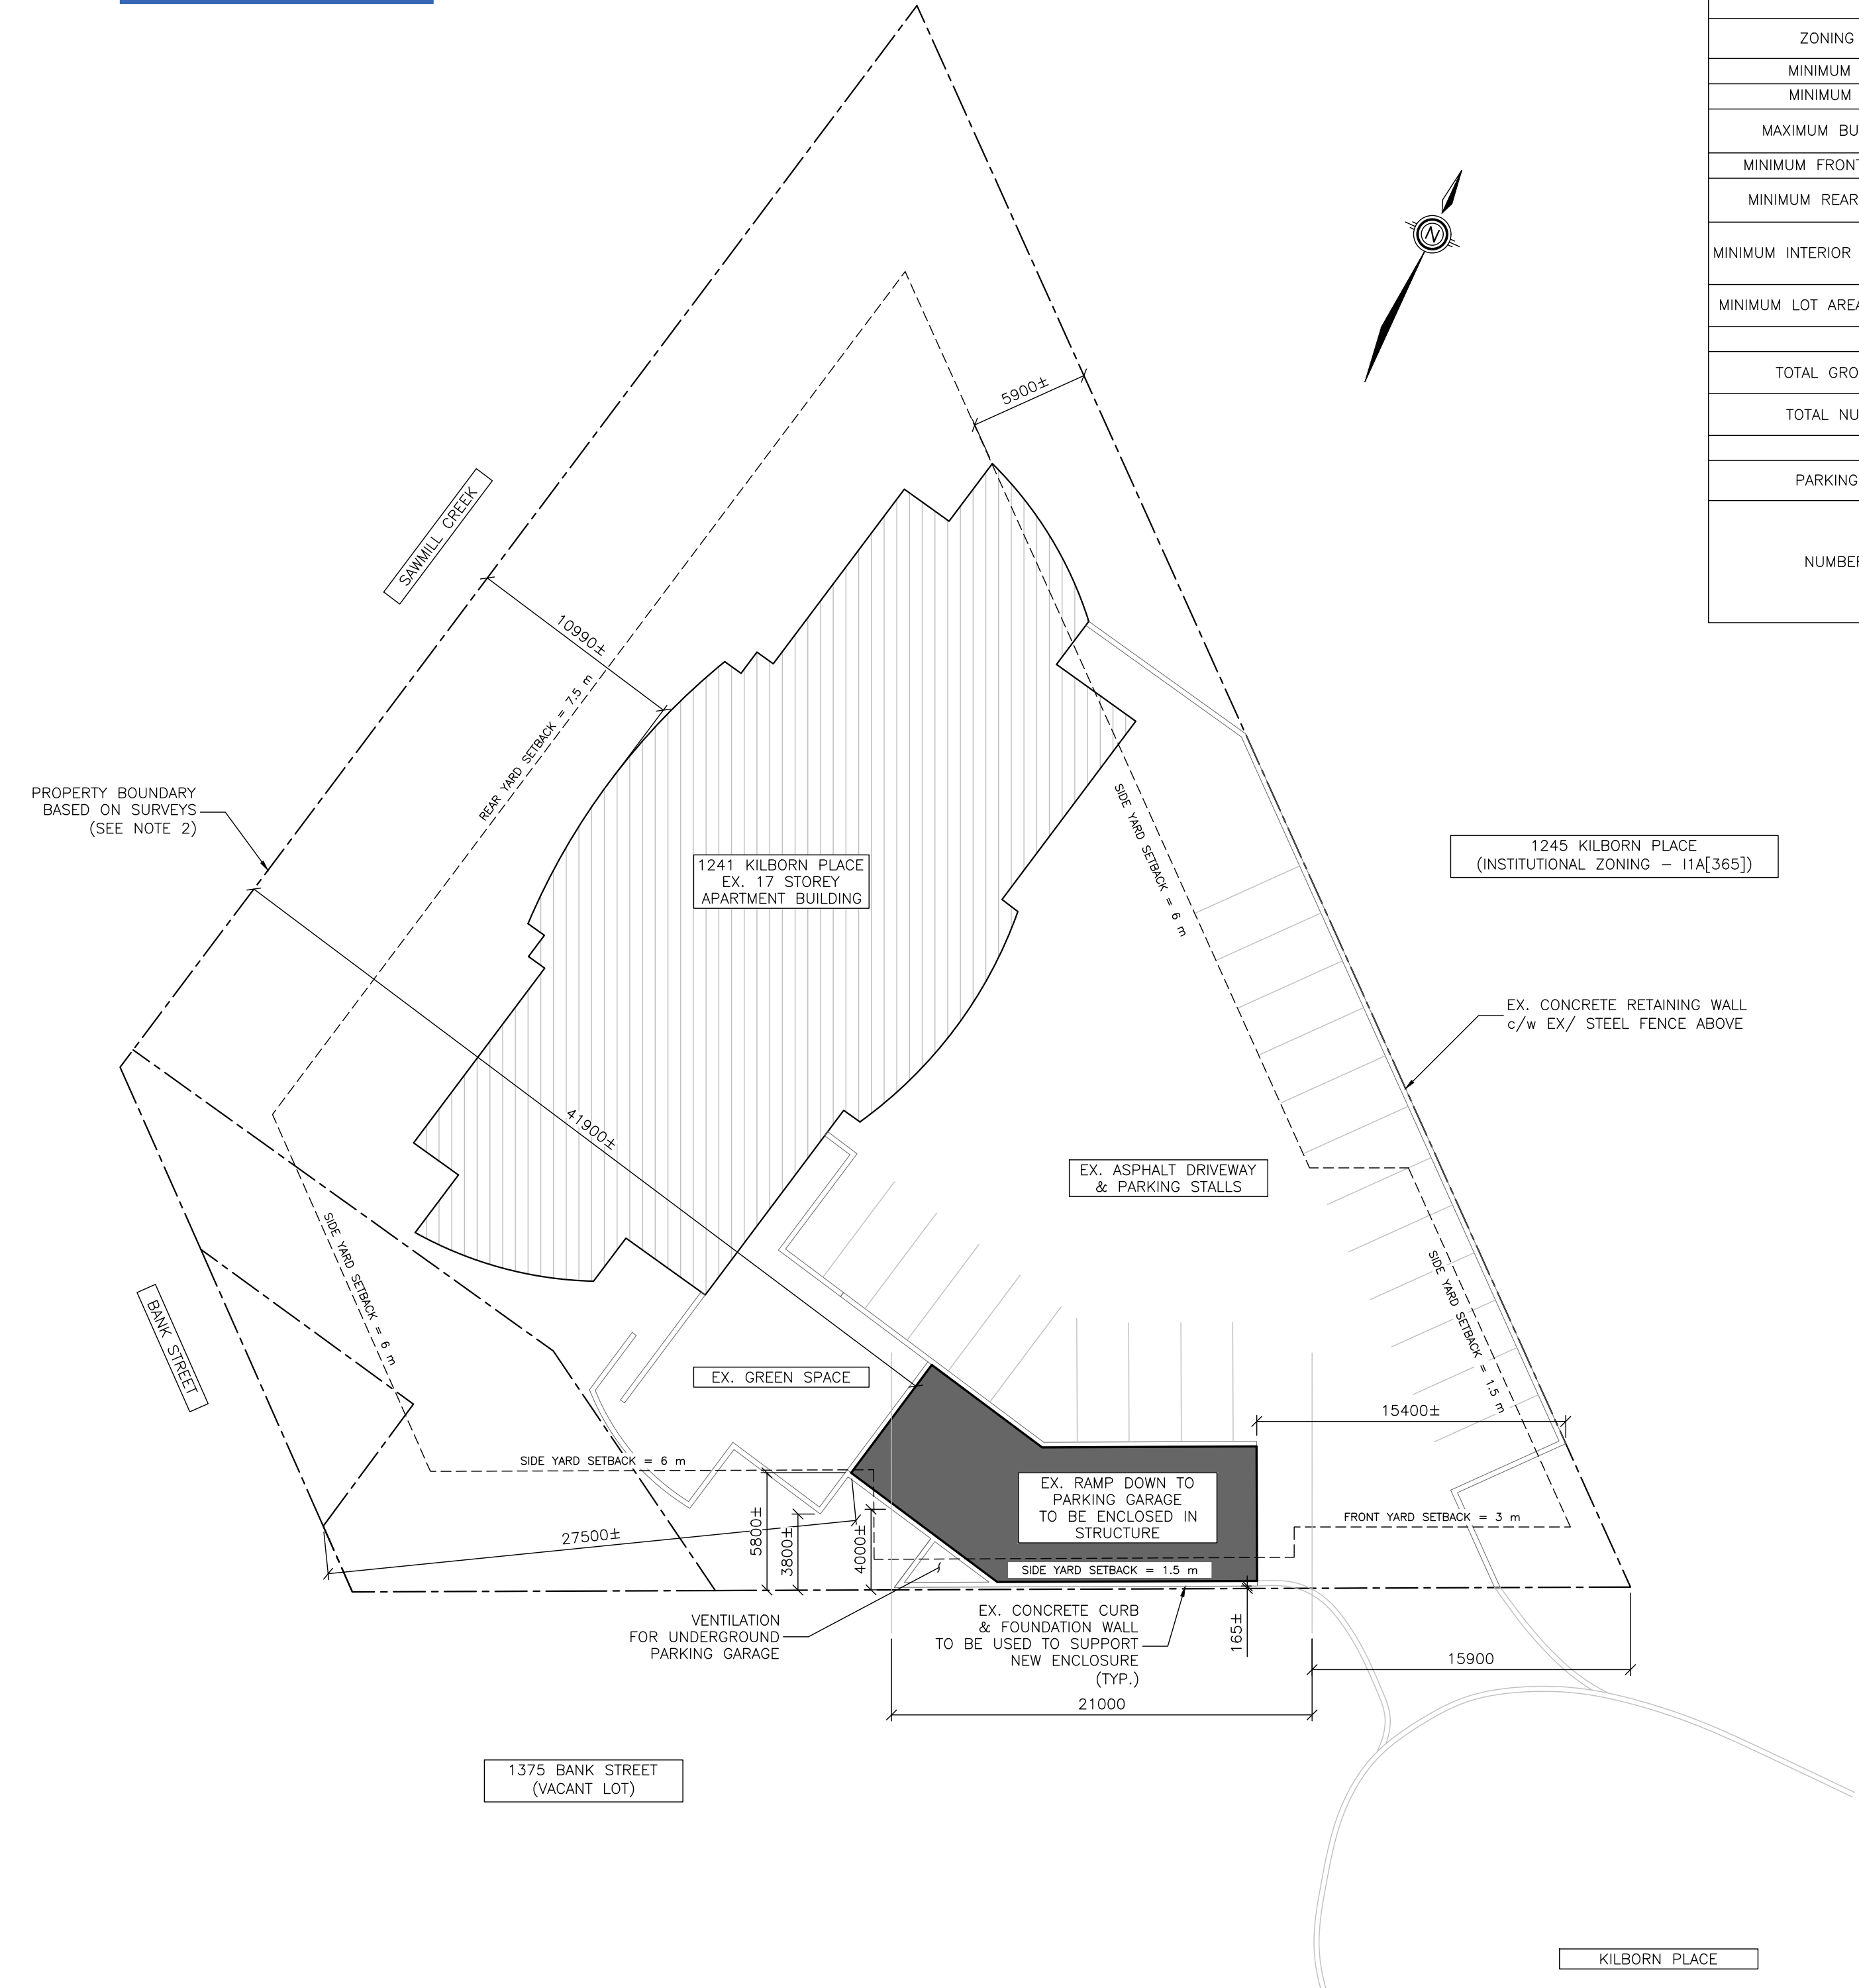 ZONING
MINIMUM
MINIMUM
MAXIMUM BU
MINIMUM FRONT
MINIMUM REAR
MINIMUM INTERIOR
MINIMUM LOT AREA
TOTAL GRO
TOTAL NU
PARKING
NUMBER
N
5900±
SAWMILL CREEK
10990±
REAR YARD SETBACK = 7.5 m
PROPERTY BOUNDARY
BASED ON SURVEYS
(SEE NOTE 2)
1241 KILBORN PLACE
EX. 17 STOREY
APARTMENT BUILDING
SIDE YARD SETBACK = 6 m
1245 KILBORN PLACE
(INSTITUTIONAL ZONING – I1A[365])
EX. CONCRETE RETAINING WALL
c/w EX/ STEEL FENCE ABOVE
41900±
EX. ASPHALT DRIVEWAY
& PARKING STALLS
SIDE YARD SETBACK = 6 m
SIDE YARD SETBACK = 1.5 m
BANK STREET
EX. GREEN SPACE
15400±
SIDE YARD SETBACK = 6 m
EX. RAMP DOWN TO
PARKING GARAGE
TO BE ENCLOSED IN
STRUCTURE
FRONT YARD SETBACK = 3 m
27500±
5800±
3800±
4000±
SIDE YARD SETBACK = 1.5 m
VENTILATION
FOR UNDERGROUND
PARKING GARAGE
EX. CONCRETE CURB
& FOUNDATION WALL
TO BE USED TO SUPPORT
NEW ENCLOSURE
(TYP.)
165±
15900
21000
1375 BANK STREET
(VACANT LOT)
KILBORN PLACE